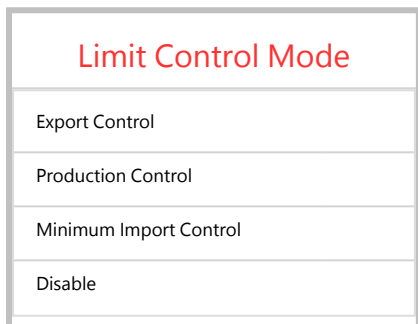 Limit Control Mode
Export Control
Production Control
Minimum Import Control
Disable